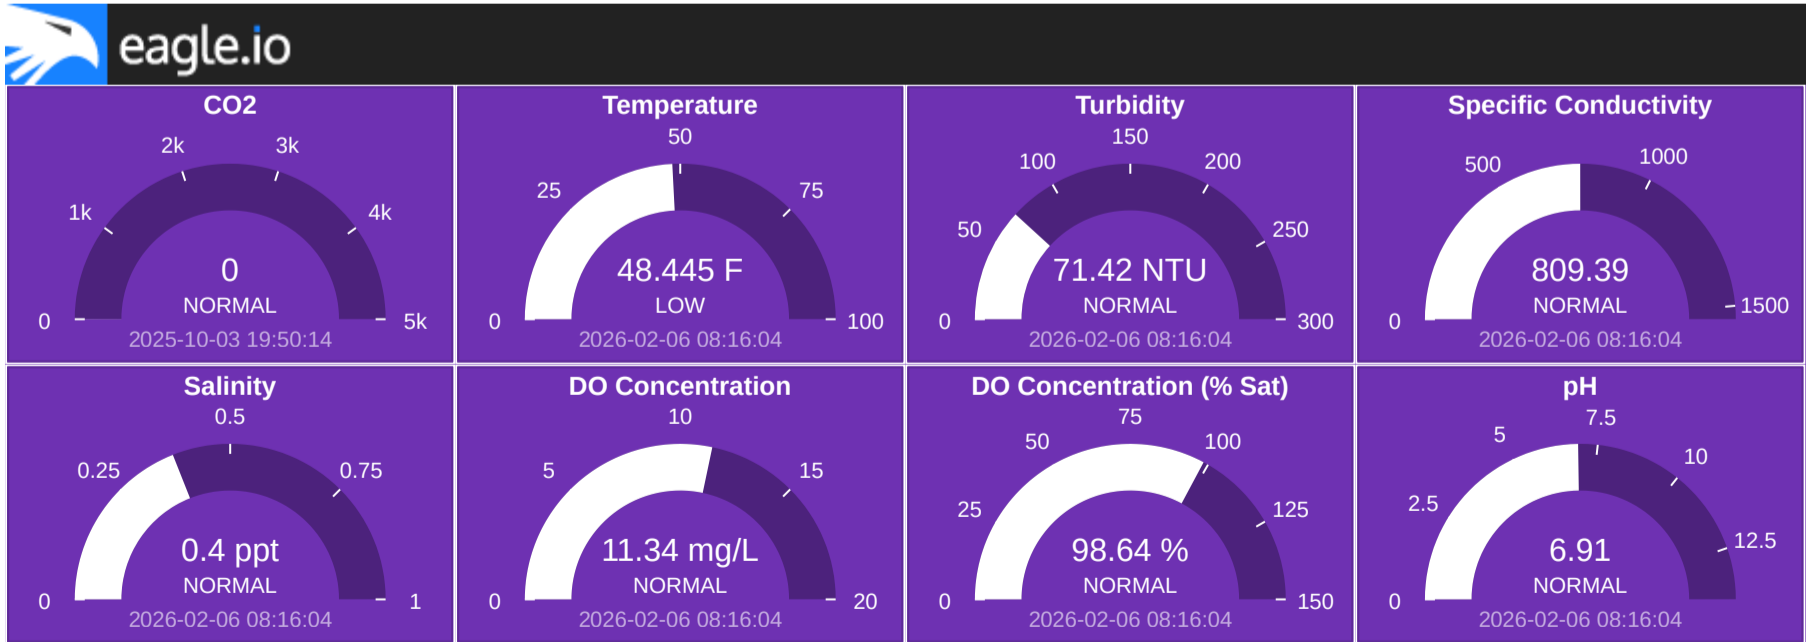 eagle.io
CO2
0
1k
2k
3k
4k
5k
0
NORMAL
2025-10-03 19:50:14
Temperature
0
25
50
75
100
48.445 F
LOW
2026-02-06 08:16:04
Turbidity
0
50
100
150
200
250
300
71.42 NTU
NORMAL
2026-02-06 08:16:04
Specific Conductivity
0
500
1000
1500
809.39
NORMAL
2026-02-06 08:16:04
Salinity
0
0.25
0.5
0.75
1
0.4 ppt
NORMAL
2026-02-06 08:16:04
DO Concentration
0
5
10
15
20
11.34 mg/L
NORMAL
2026-02-06 08:16:04
DO Concentration (% Sat)
0
25
50
75
100
125
150
98.64 %
NORMAL
2026-02-06 08:16:04
pH
0
2.5
5
7.5
10
12.5
6.91
NORMAL
2026-02-06 08:16:04